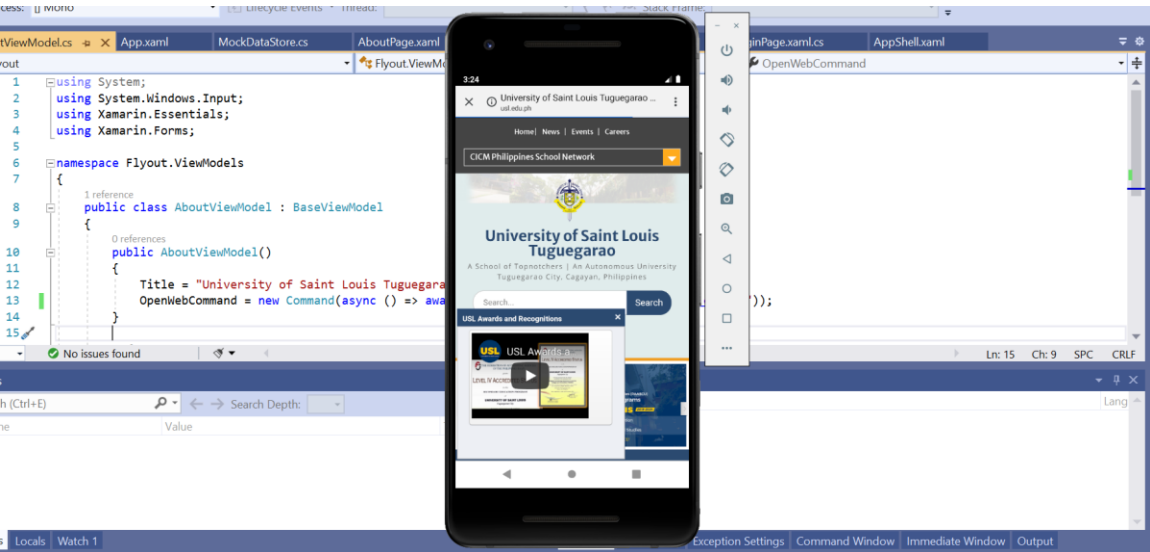 cess: [] Mono Lifecycle Events Thread: Stack Frame:
tViewModel.cs App.xaml MockDataStore.cs AboutPage.xaml ginPage.xaml.cs AppShell.xaml
yout Flyout.ViewMo OpenWebCommand
1 using System;
2 using System.Windows.Input;
3 using Xamarin.Essentials;
4 using Xamarin.Forms;
5
6 namespace Flyout.ViewModels
7 {
1 reference
8 public class AboutViewModel : BaseViewModel
9 {
0 references
10 public AboutViewModel()
11 {
12 Title = "University of Saint Louis Tuguegara
13 OpenWebCommand = new Command(async () => awa "));
14 }
15
No issues found
Ln: 15 Ch: 9 SPC CRLF
h (Ctrl+E) Search Depth:
Lang
ne Value
s Locals Watch 1
Exception Settings Command Window Immediate Window Output
3:24
University of Saint Louis Tuguegarao ...
usl.edu.ph
Home| News | Events | Careers
CICM Philippines School Network
University of Saint Louis
Tuguegarao
A School of Topnotchers | An Autonomous University
Tuguegarao City, Cagayan, Philippines
Search...
Search
USL Awards and Recognitions ×
USL USL Awards a
LEVEL IV ACCRED